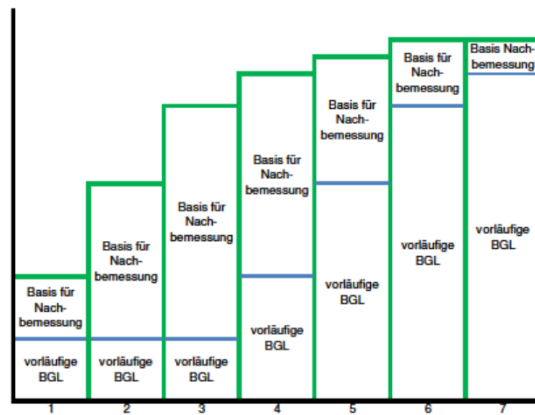 Basis für
Nach-
bemessung
vorläufige
BGL
Basis für
Nach-
bemessung
vorläufige
BGL
Basis für
Nach-
bemessung
vorläufige
BGL
Basis für
Nach-
bemessung
vorläufige
BGL
Basis für
Nach-
bemessung
vorläufige
BGL
Basis für
Nach-
bemessung
vorläufige
BGL
Basis Nach-
bemessung
vorläufige
BGL
1 2 3 4 5 6 7